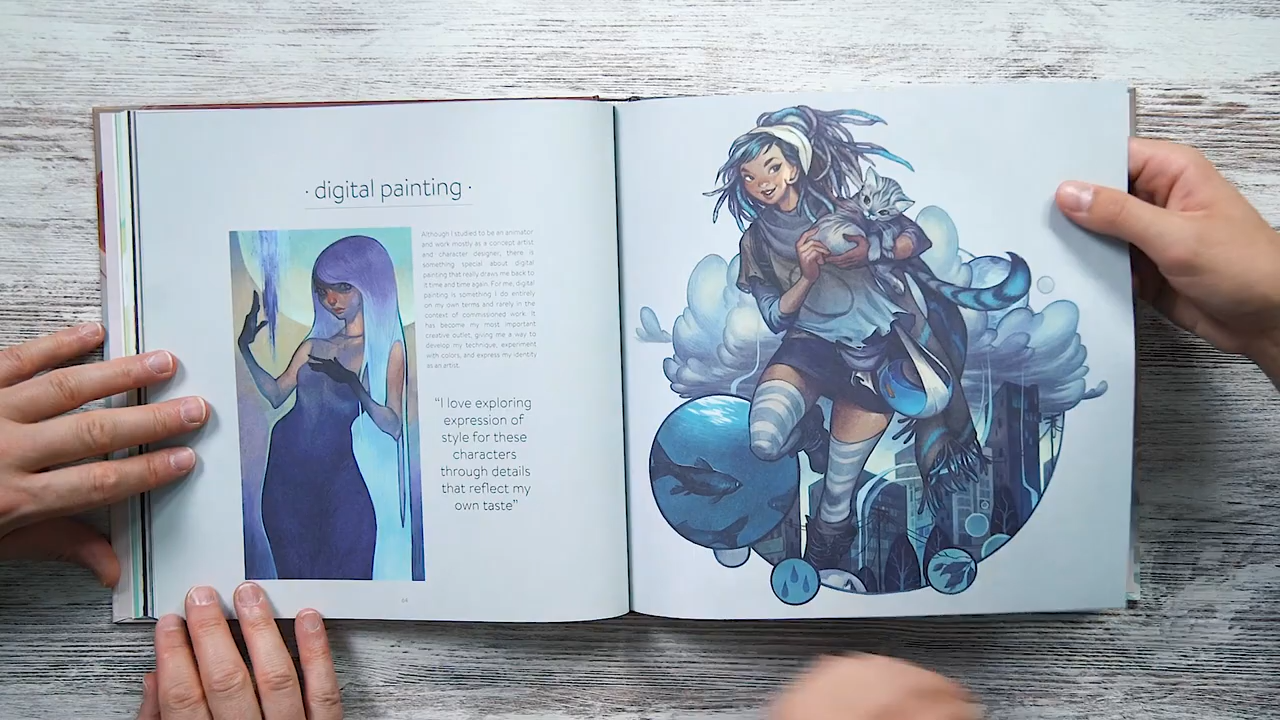 · digital painting ·
Although I studied to be an animator
and work mostly as a concept artist
and character designer, there is
something special about digital
painting that really draws me back to
it time and time again. For me, digital
painting is something I do entirely
on my own terms and rarely in the
context of commissioned work. It
has become my most important
creative outlet, giving me a way to
develop my technique, experiment
with colors, and express my identity
as an artist.
“I love exploring
expression of
style for these
characters
through details
that reflect my
own taste”